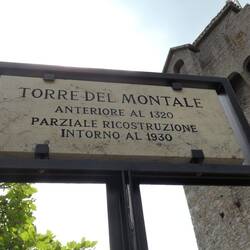 TORRE DEL MONTALE
ANTERIORE AL 1320
PARZIALE RICOSTRUZIONE
INTORNO AL 1930